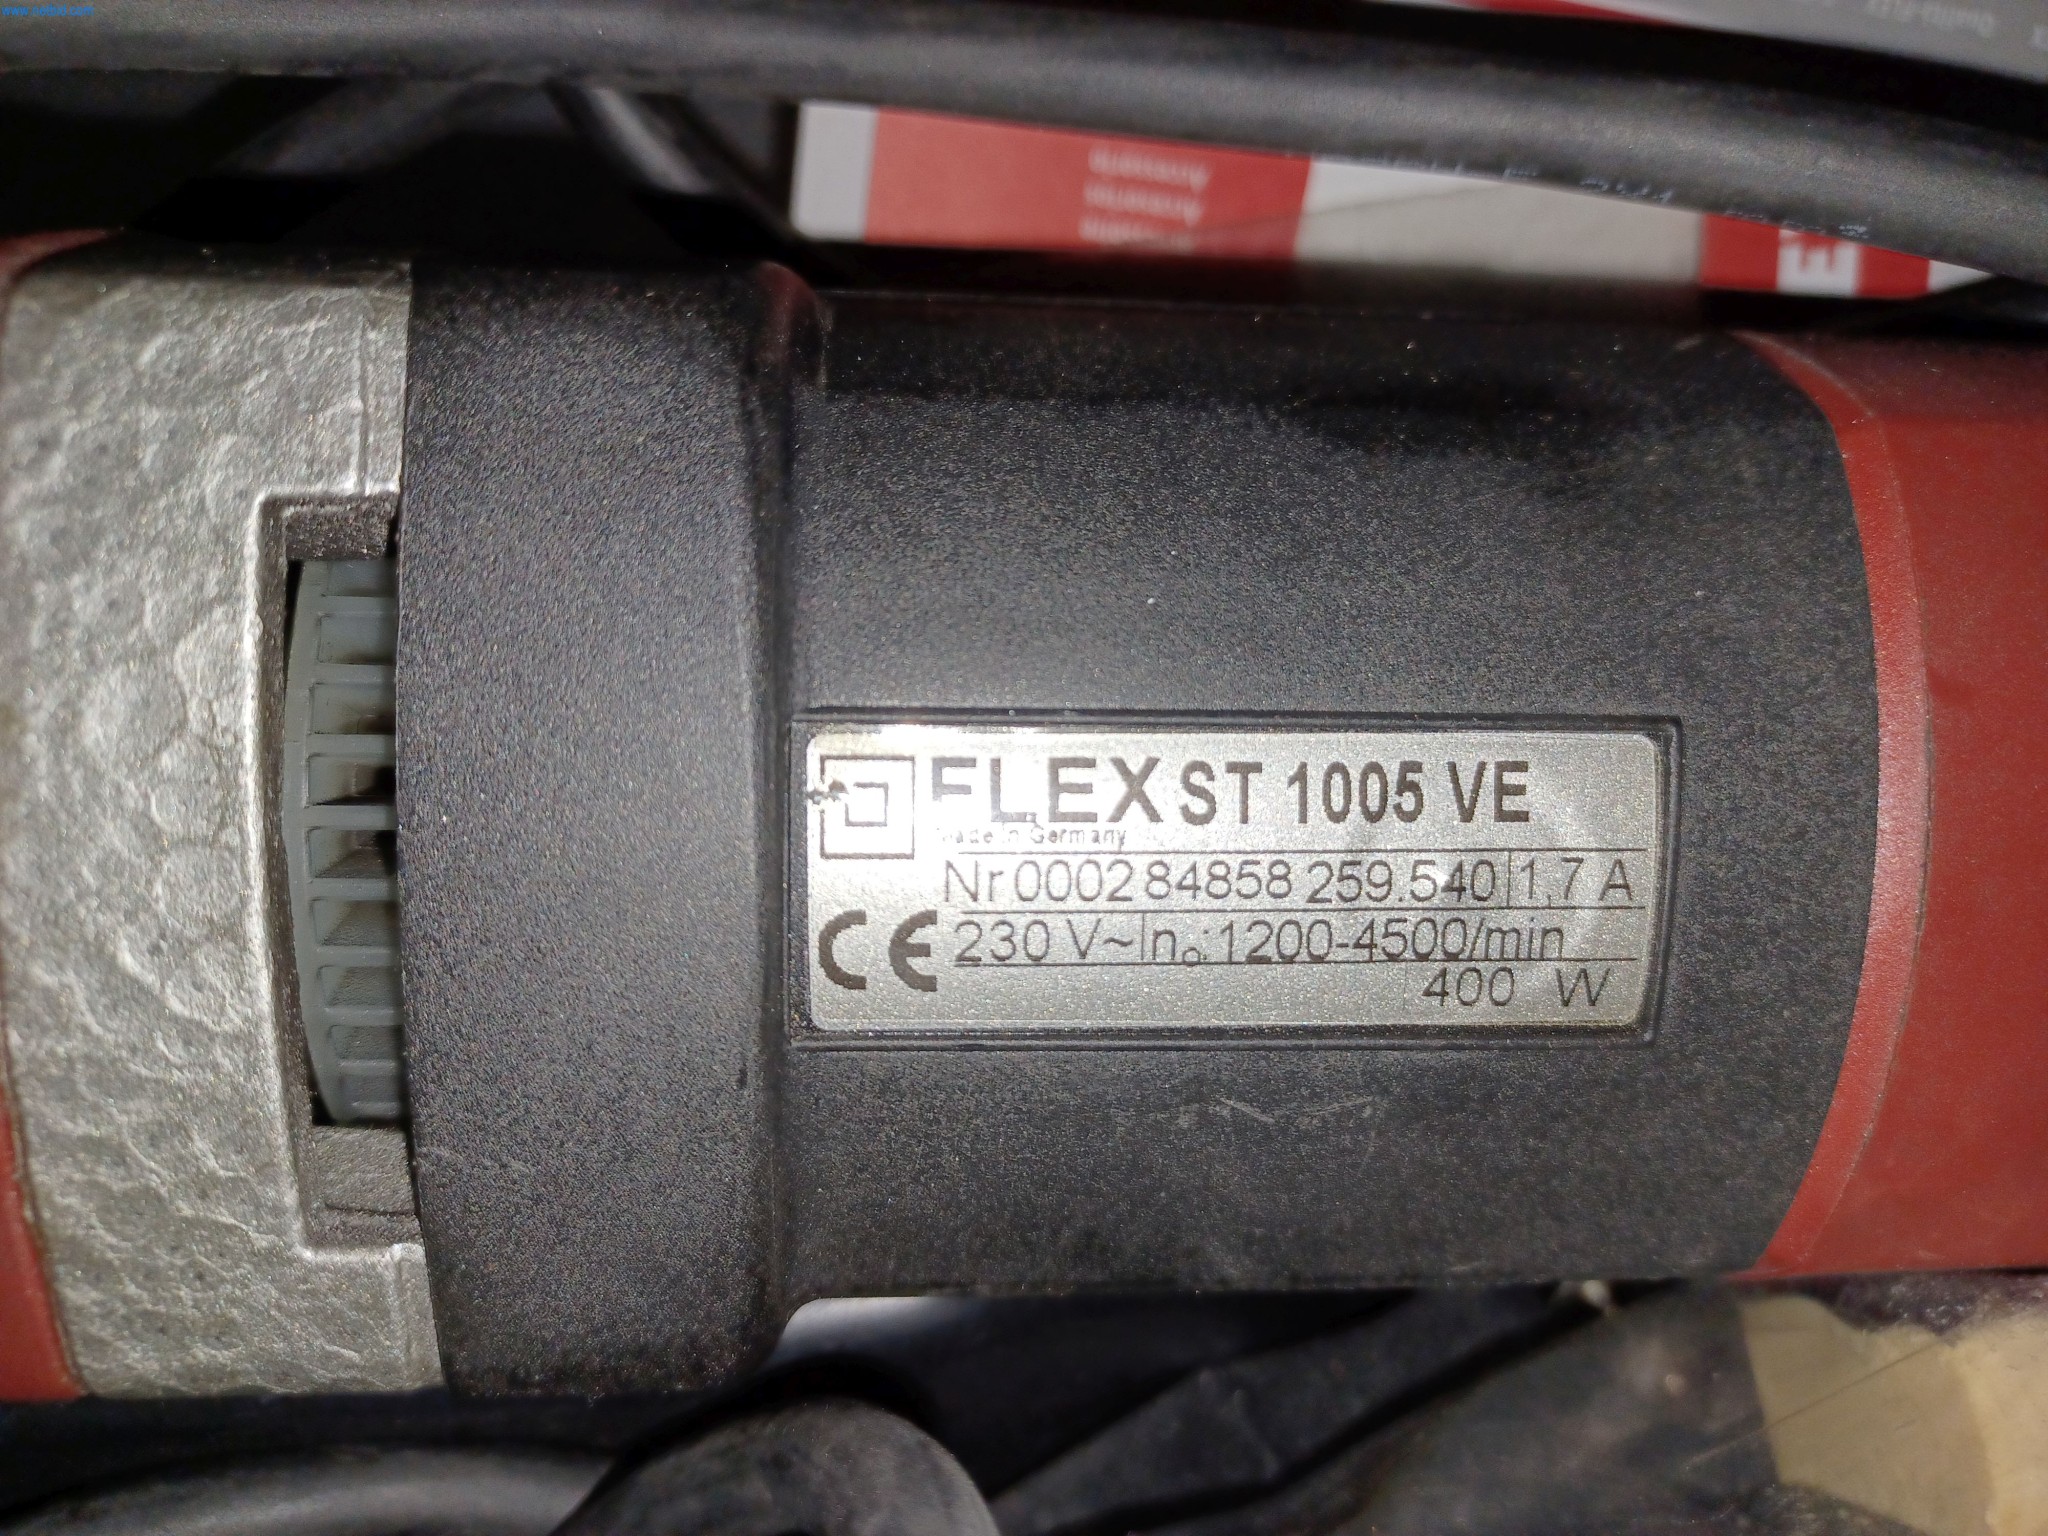 FLEX ST 1005 VE
Made in Germany
Nr 0002 84858 259.540 1,7 A
CE 230 V~ n₀: 1200-4500/min
400 W